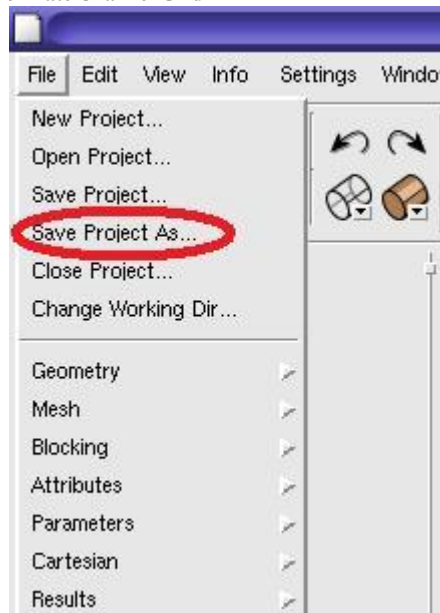 File Edit View Info Settings Windo
New Project...
Open Project...
Save Project...
Save Project As...
Close Project...
Change Working Dir...
Geometry
Mesh
Blocking
Attributes
Parameters
Cartesian
Results